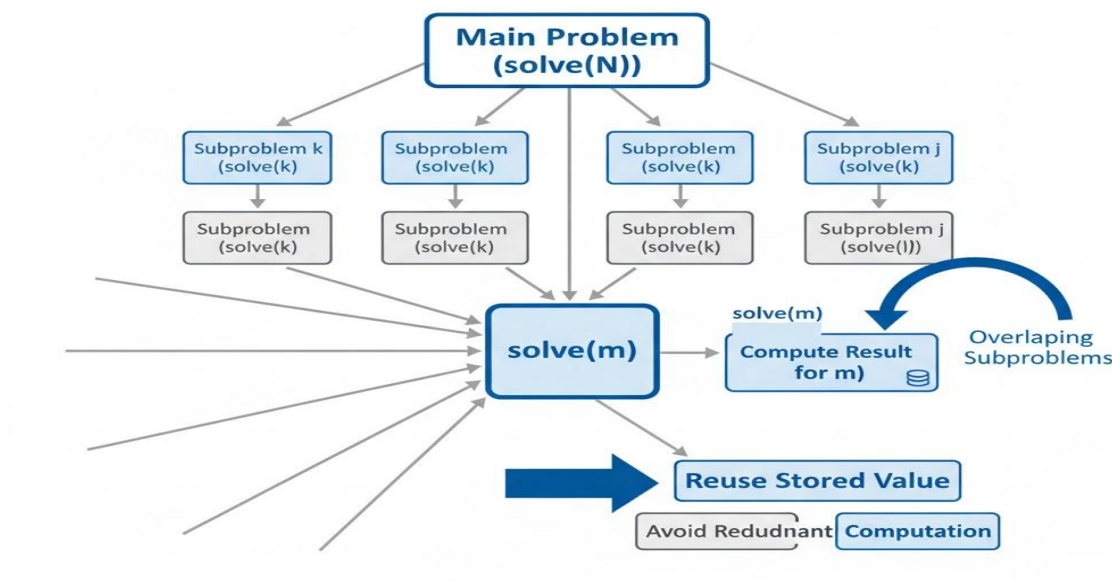 Main Problem
(solve(N))
Subproblem k
(solve(k)
Subproblem
(solve(k)
Subproblem
(solve(k)
Subproblem j
(solve(k)
Subproblem
(solve(k)
Subproblem
(solve(k)
Subproblem
(solve(k)
Subproblem j
(solve(l))
solve(m)
solve(m)
Compute Result
for m)
Overlaping
Subproblems
Reuse Stored Value
Avoid Redudnant Computation